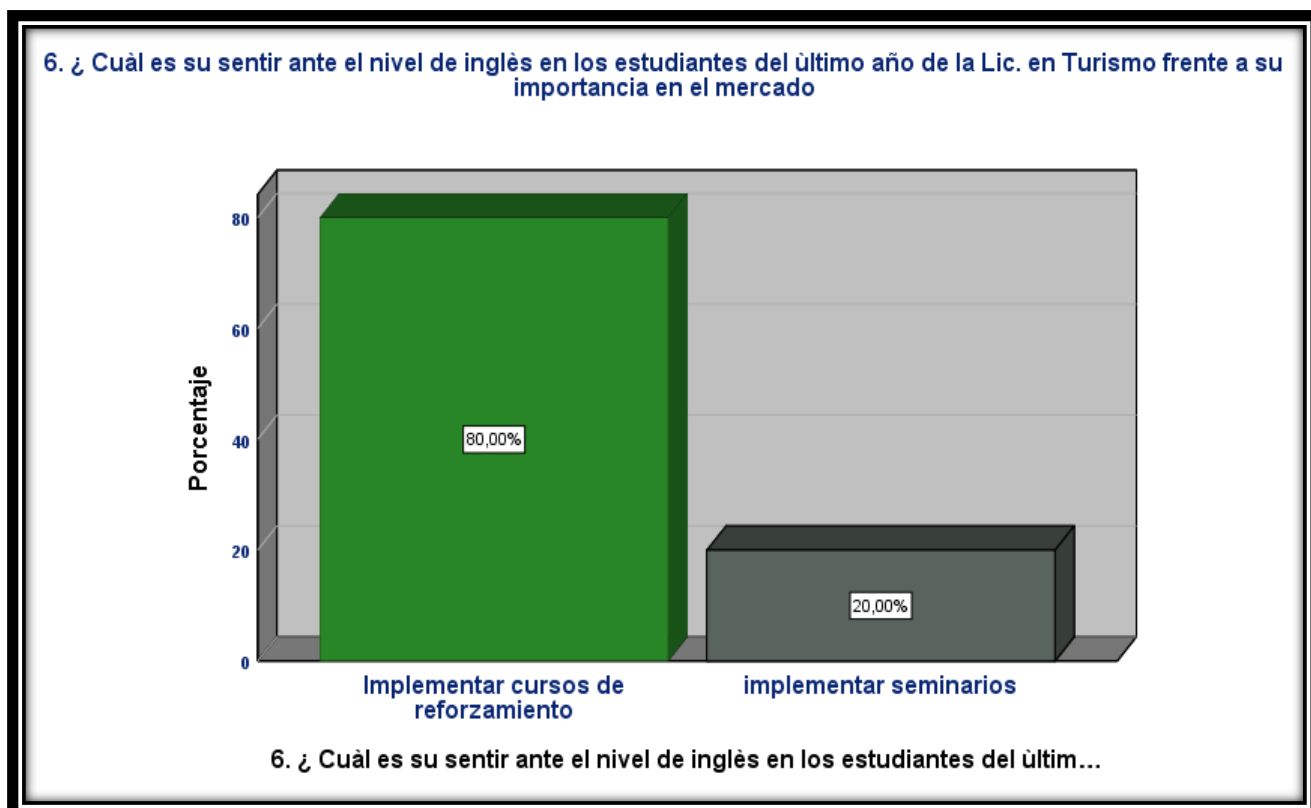 6. ¿ Cuàl es su sentir ante el nivel de inglès en los estudiantes del ùltimo año de la Lic. en Turismo frente a su
importancia en el mercado
Porcentaje
80
60
40
20
0
80,00%
20,00%
Implementar cursos de
reforzamiento
implementar seminarios
6. ¿ Cuàl es su sentir ante el nivel de inglès en los estudiantes del ùltim...